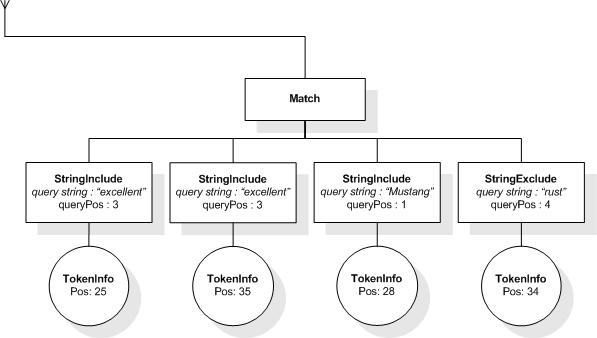 Match
StringInclude
query string : “excellent”
queryPos : 3
StringInclude
query string : “excellent”
queryPos : 3
StringInclude
query string : “Mustang”
queryPos : 1
StringExclude
query string : “rust”
queryPos : 4
TokenInfo
Pos: 25
TokenInfo
Pos: 35
TokenInfo
Pos: 28
TokenInfo
Pos: 34